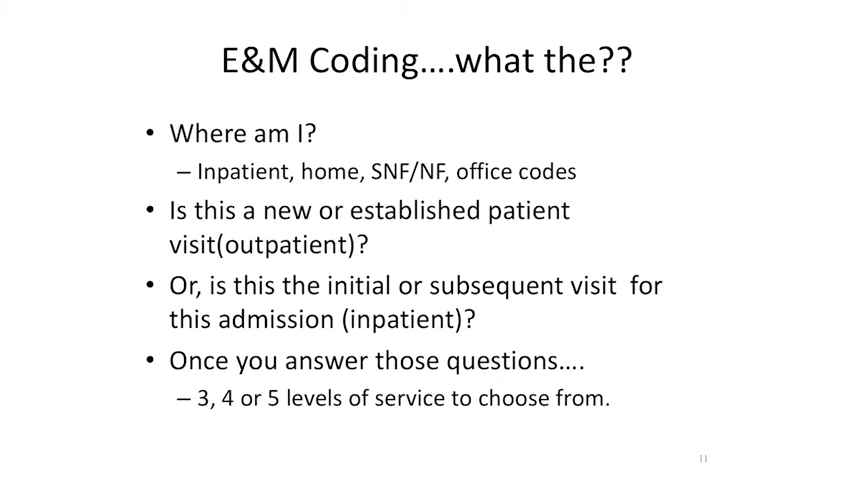 E&M Coding....what the??
• Where am I?
– Inpatient, home, SNF/NF, office codes
• Is this a new or established patient
visit(outpatient)?
• Or, is this the initial or subsequent visit  for
this admission (inpatient)?
• Once you answer those questions….
– 3, 4 or 5 levels of service to choose from.
11